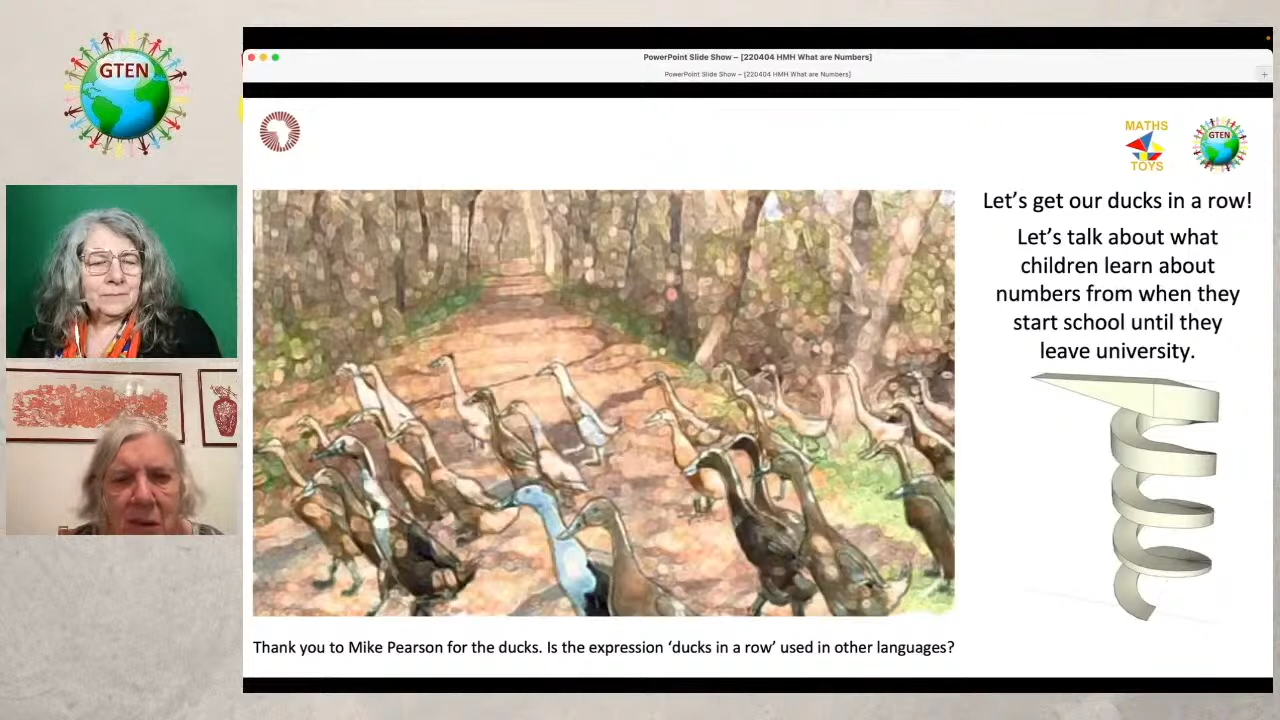 GTEN
PowerPoint Slide Show – [220404 HMH What are Numbers]
PowerPoint Slide Show – [220404 HMH What are Numbers]
MATHS
TOYS
GTEN
Let's get our ducks in a row!
Let's talk about what
children learn about
numbers from when they
start school until they
leave university.
Thank you to Mike Pearson for the ducks. Is the expression 'ducks in a row' used in other languages?